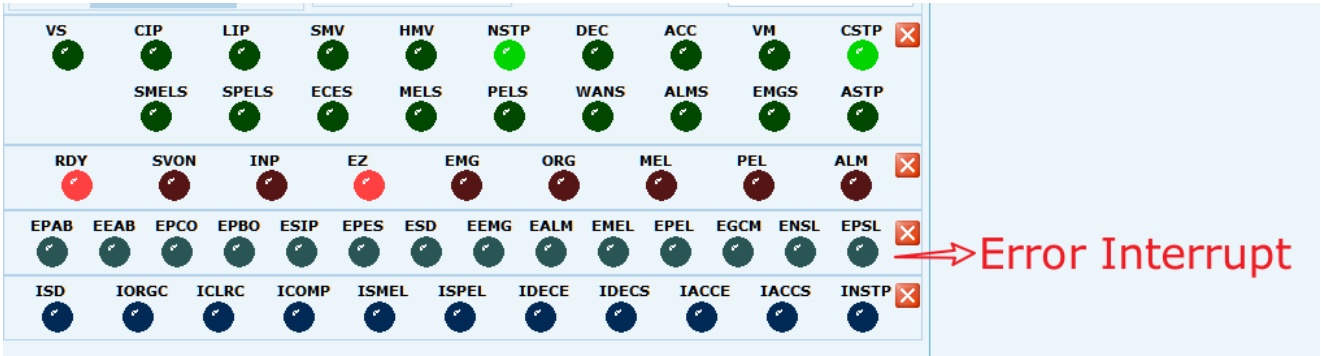 VS CIP LIP SMV HMV NSTP DEC ACC VM CSTP
SMELS SPELS ECES MELS PELS WANS ALMS EMGS ASTP
RDY SVON INP EZ EMG ORG MEL PEL ALM
EPAB EEAB EPCO EPBO ESIP EPES ESD EEMG EALM EMEL EPEL EGCM ENSL EPSL
Error Interrupt
ISD IORGC ICLRC ICOMP ISMEL ISPEL IDECE IDECS IACCE IACCS INSTP